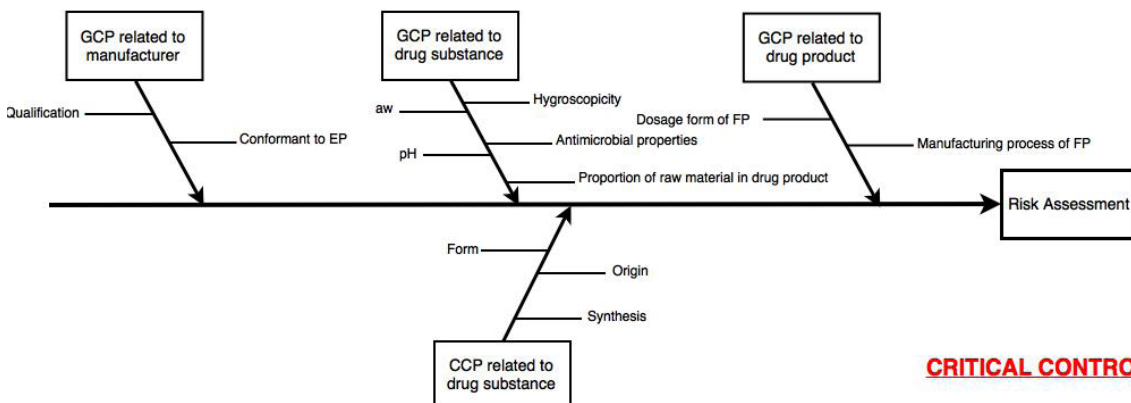 GCP related to
manufacturer
GCP related to
drug substance
GCP related to
drug product
Qualification
Conformant to EP
aw
Hygroscopicity
Antimicrobial properties
pH
Proportion of raw material in drug product
Dosage form of FP
Manufacturing process of FP
Risk Assessment
Form
Origin
Synthesis
CCP related to
drug substance
CRITICAL CONTRO